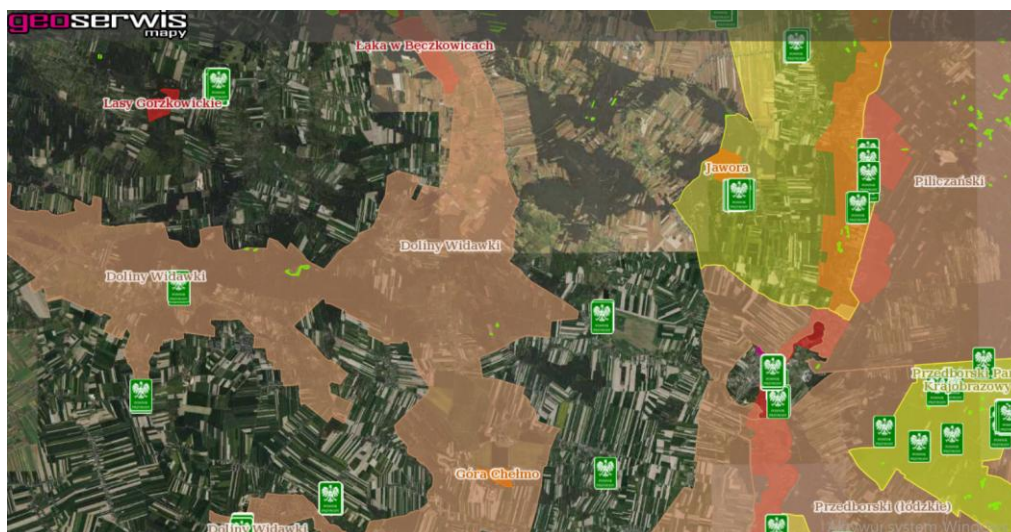 geoserwis
mapy
Łąka w Bęczkowicach
Lasy Gorzkowickie
Jawora
Piliczański
Doliny Widawki
Doliny Widawki
Przedborski Par
Krajobrazowy
Góra Chełmo
Przedborski (łódzkie)
Doliny Widawki